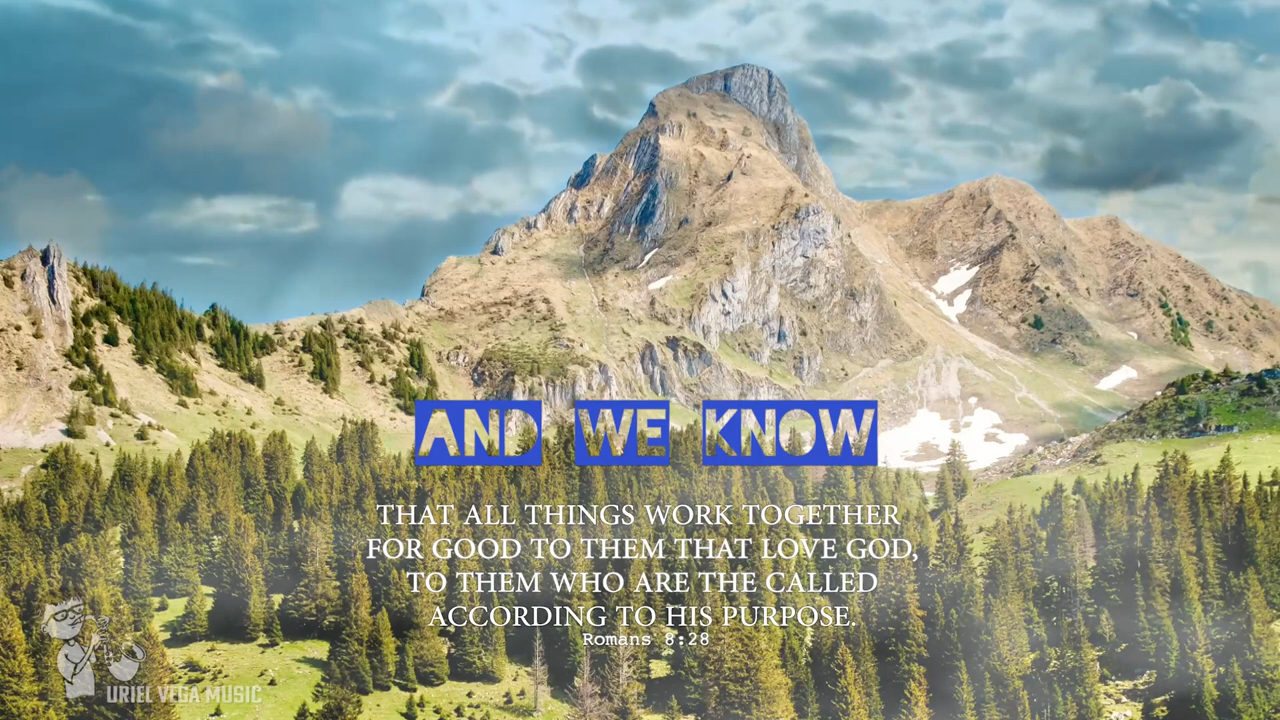 AND WE KNOW
THAT ALL THINGS WORK TOGETHER
FOR GOOD TO THEM THAT LOVE GOD,
TO THEM WHO ARE THE CALLED
ACCORDING TO HIS PURPOSE.
Romans 8:28
URIEL VEGA MUSIC